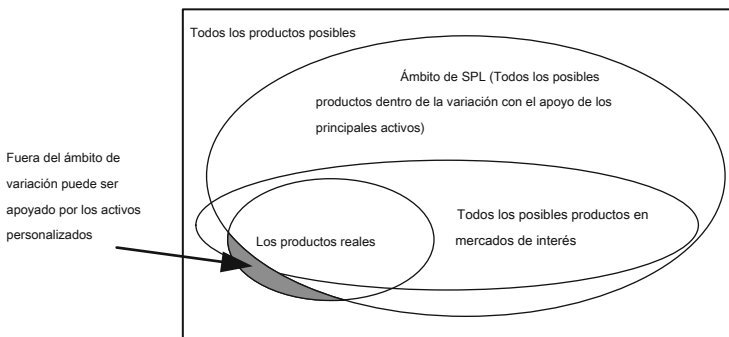 Todos los productos posibles
Ámbito de SPL (Todos los posibles
productos dentro de la variación con el apoyo de los
principales activos)
Fuera del ámbito de
variación puede ser
apoyado por los activos
personalizados
Los productos reales
Todos los posibles productos en
mercados de interés